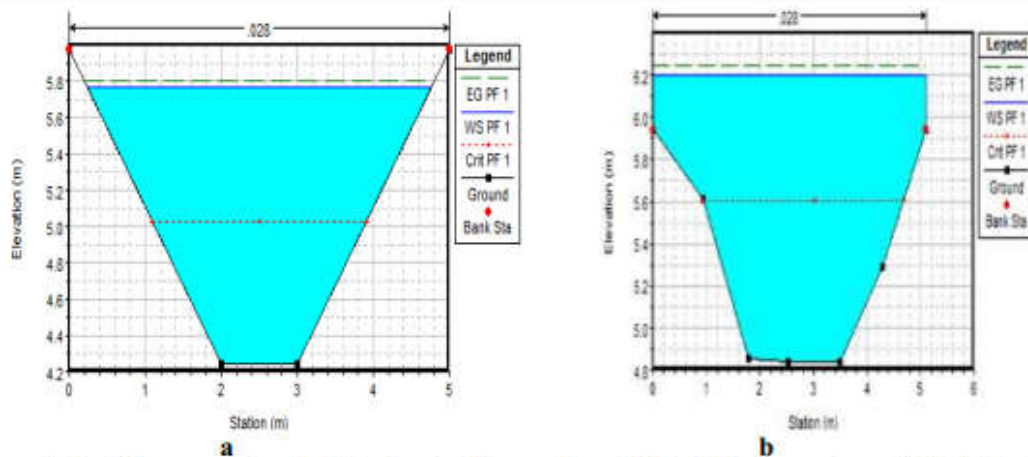 .028
Legend
EG PF 1
WS PF 1
Crit PF 1
Ground
Bank Sta
Elevation (m)
5.8
5.6
5.4
5.2
5.0
4.8
4.6
4.4
4.2
0 1 2 3 4 5
Station (m)
a
.028
Legend
EG PF 1
WS PF 1
Crit PF 1
Ground
Bank Sta
Elevation (m)
6.2
6.0
5.8
5.6
5.4
5.2
5.0
4.8
0 1 2 3 4 5 6
Station (m)
b